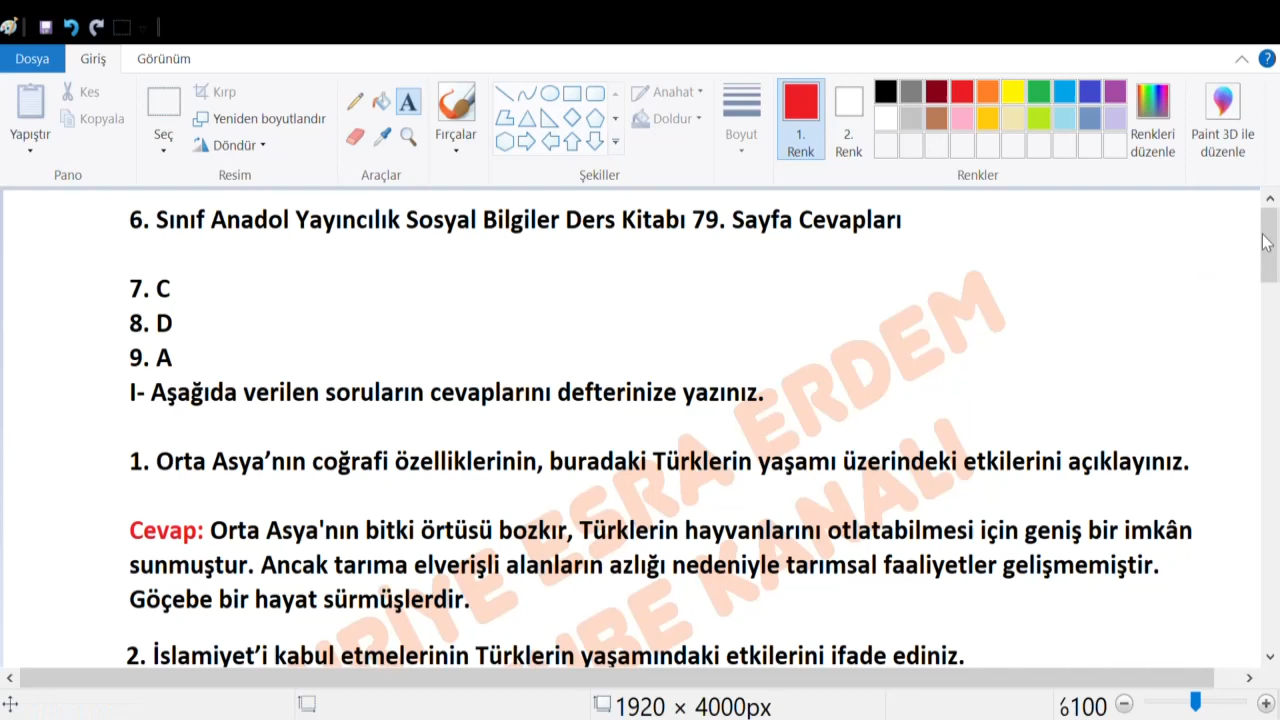 Dosya Giriş Görünüm
Yapıştır
Kes
Kopyala
Pano
Seç
Kırp
Yeniden boyutlandır
Döndür
Resim
A
Araçlar
Fırçalar
Şekiller
Anahat
Doldur
Boyut
1.
Renk
2.
Renk
Renkleri
düzenle
Paint 3D ile
düzenle
Renkler
6. Sınıf Anadol Yayıncılık Sosyal Bilgiler Ders Kitabı 79. Sayfa Cevapları
7. C
8. D
9. A
I- Aşağıda verilen soruların cevaplarını defterinize yazınız.
1. Orta Asya’nın coğrafi özelliklerinin, buradaki Türklerin yaşamı üzerindeki etkilerini açıklayınız.
Cevap: Orta Asya'nın bitki örtüsü bozkır, Türklerin hayvanlarını otlatabilmesi için geniş bir imkân
sunmuştur. Ancak tarıma elverişli alanların azlığı nedeniyle tarımsal faaliyetler gelişmemiştir.
Göçebe bir hayat sürmüşlerdir.
2. İslamiyet’i kabul etmelerinin Türklerin yaşamındaki etkilerini ifade ediniz.
ESRA ERDEM
KANALI
1920 × 4000px